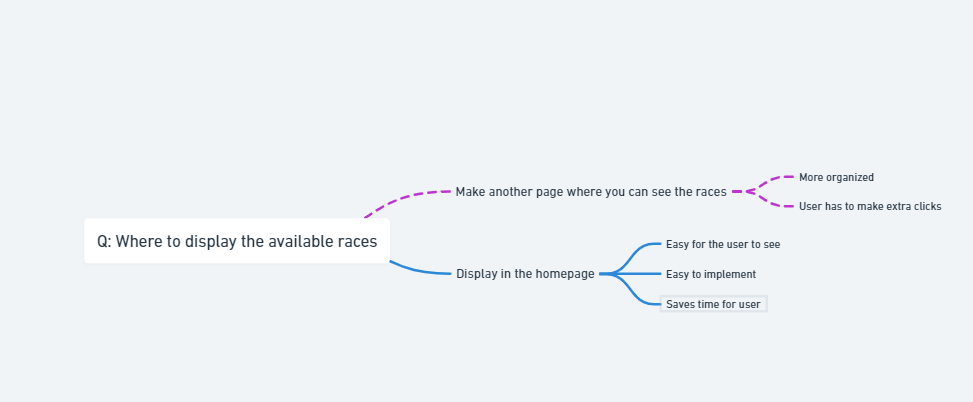 Q: Where to display the available races
Make another page where you can see the races
More organized
User has to make extra clicks
Display in the homepage
Easy for the user to see
Easy to implement
Saves time for user